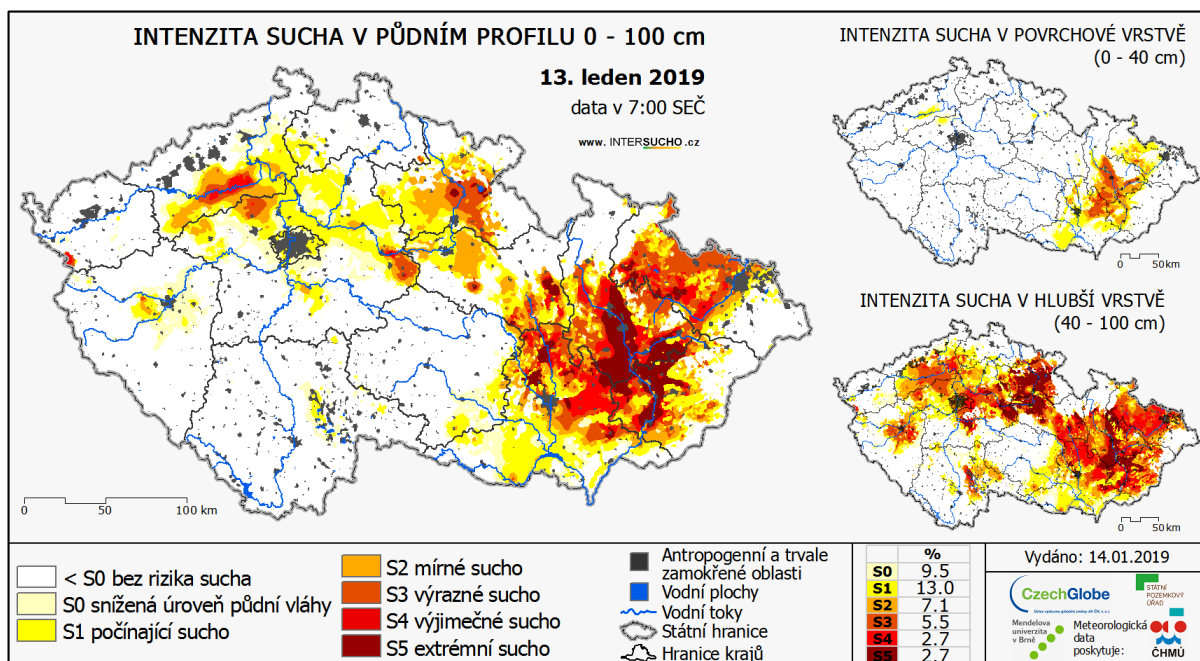 INTENZITA SUCHA V PŮDNÍM PROFILU 0 - 100 cm
13. leden 2019
data v 7:00 SEČ
www. INTERSUCHO .cz
0 50 100 km
INTENZITA SUCHA V POVRCHOVÉ VRSTVĚ
(0 - 40 cm)
0 50km
INTENZITA SUCHA V HLUBŠÍ VRSTVĚ
(40 - 100 cm)
0 50 km
< S0 bez rizika sucha
S0 snížená úroveň půdní vláhy
S1 počínající sucho
S2 mírné sucho
S3 výrazné sucho
S4 výjimečné sucho
S5 extrémní sucho
Antropogenní a trvale
zamokřené oblasti
Vodní plochy
Vodní toky
Státní hranice
Hranice krajů
%
S0 9.5
S1 13.0
S2 7.1
S3 5.5
S4 2.7
S5 2.7
Vydáno: 14.01.2019
CzechGlobe
STÁTNÍ
POZEMKOVÝ
ÚŘAD
Mendelova
univerzita
v Brně
Meteorologická
data
poskytuje:
ČHMÚ